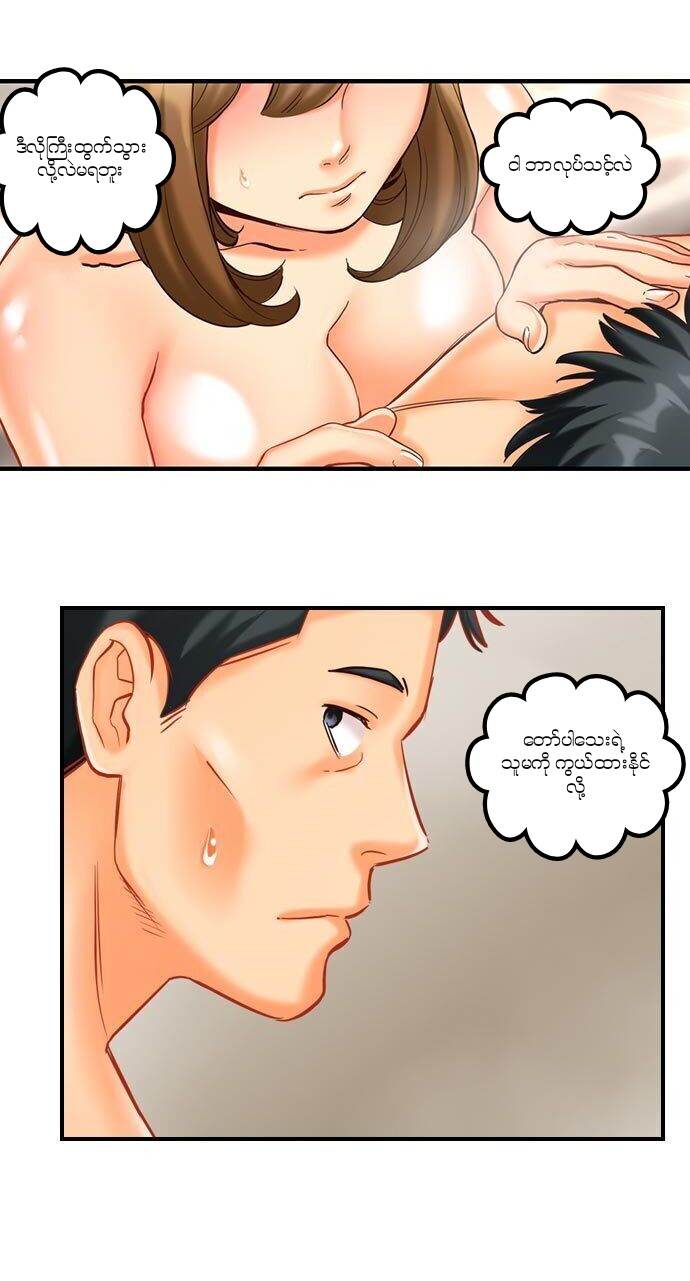 ဒီလိုကြီးထွက်သွား
လို့လဲမရဘူး
ငါ ဘာလုပ်သင့်လဲ
တော်ပါသေးရဲ့
သူမကို ကွယ်ထားနိုင်
လို့